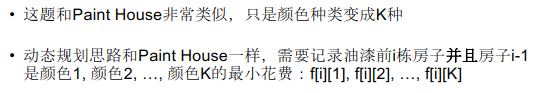 • 这题和Paint House非常类似，只是颜色种类变成K种
• 动态规划思路和Paint House一样，需要记录油漆前i栋房子并且房子i-1
是颜色1, 颜色2, …, 颜色K的最小花费：f[i][1], f[i][2], …, f[i][K]